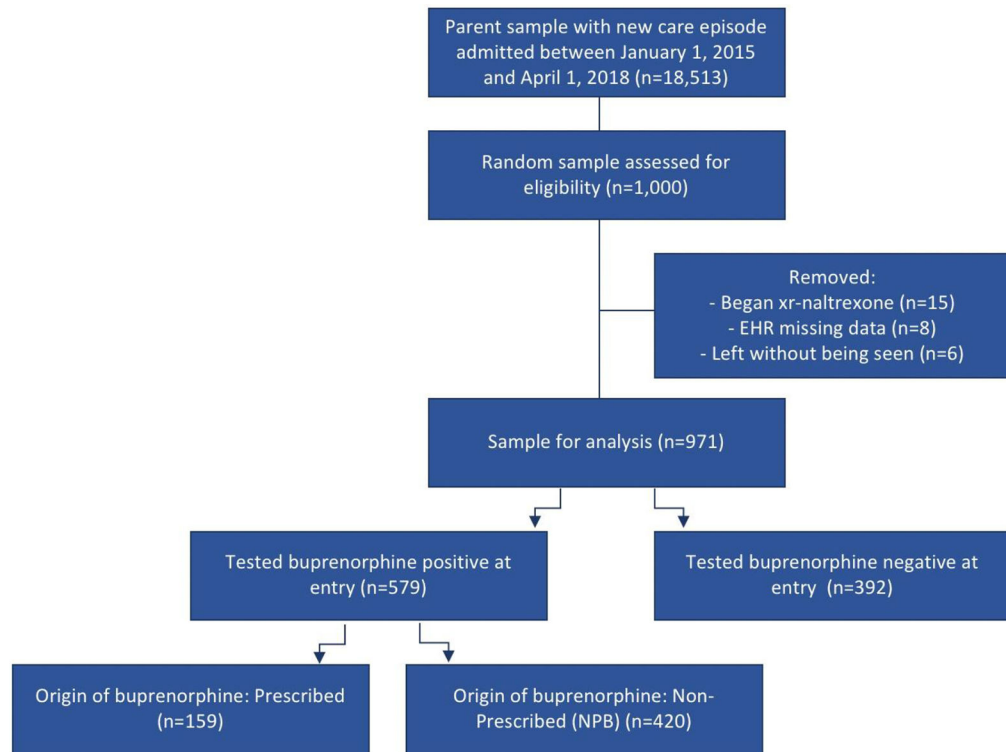 Parent sample with new care episode
admitted between January 1, 2015
and April 1, 2018 (n=18,513)
Random sample assessed for
eligibility (n=1,000)
Removed:
- Began xr-naltrexone (n=15)
- EHR missing data (n=8)
- Left without being seen (n=6)
Sample for analysis (n=971)
Tested buprenorphine positive at
entry (n=579)
Tested buprenorphine negative at
entry (n=392)
Origin of buprenorphine: Prescribed
(n=159)
Origin of buprenorphine: Non-
Prescribed (NPB) (n=420)